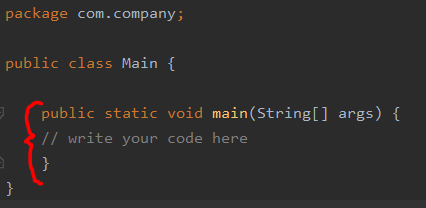 package com.company;
public class Main {
public static void main(String[] args) {
// write your code here
}
}